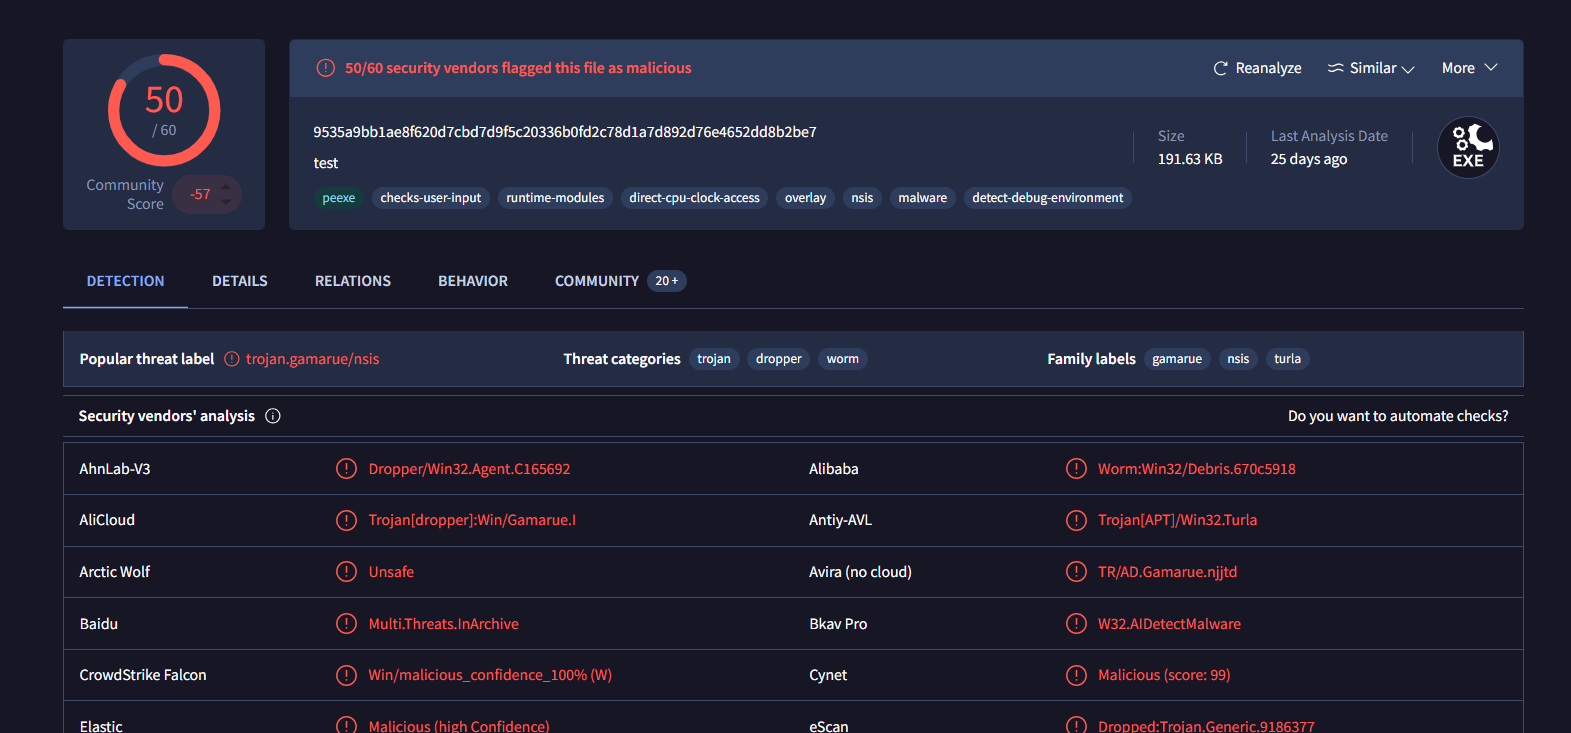 50
/ 60
Community
Score
-57
50/60 security vendors flagged this file as malicious
Reanalyze
Similar
More
9535a9bb1ae8f620d7cbd7d9f5c20336b0fd2c78d1a7d892d76e4652dd8b2be7
test
peexe checks-user-input runtime-modules direct-cpu-clock-access overlay nsis malware detect-debug-environment
Size
191.63 KB
Last Analysis Date
25 days ago
EXE
DETECTION DETAILS RELATIONS BEHAVIOR COMMUNITY 20+
Popular threat label trojan.gamarue/nsis Threat categories trojan dropper worm Family labels gamarue nsis turla
Security vendors' analysis Do you want to automate checks?
AhnLab-V3 Dropper/Win32.Agent.C165692 Alibaba Worm:Win32/Debris.670c5918
AliCloud Trojan[dropper]:Win/Gamarue.I Antiy-AVL Trojan[APT]/Win32.Turla
Arctic Wolf Unsafe Avira (no cloud) TR/AD.Gamarue.njjtd
Baidu Multi.Threats.InArchive Bkav Pro W32.AIDetectMalware
CrowdStrike Falcon Win/malicious_confidence_100% (W) Cynet Malicious (score: 99)
Elastic Malicious (high Confidence) eScan Dropped:Trojan.Generic.9186377